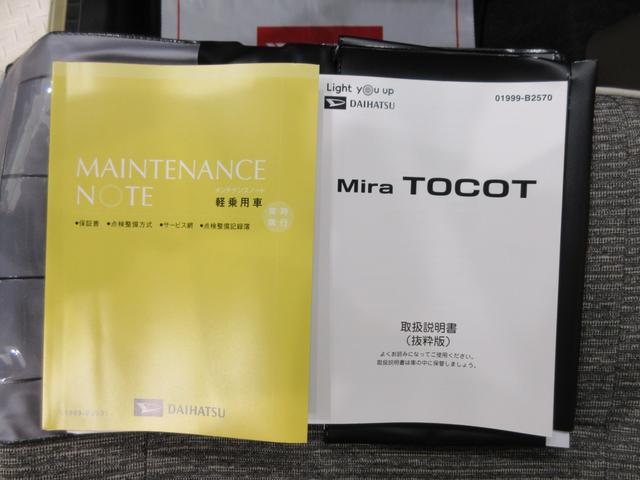 MAINTENANCE
NOTE
メンテナンスノート
軽乗用車
●保証書 ●点検整備方式 ●サービス網 ●点検整備記録簿
DAIHATSU
Light you up
DAIHATSU
01999-B2570
Mira TOCOT
取扱説明書
(抜粋版)
よくお読みになってご使用ください。
取扱説明書は車の中に保管しましょう。